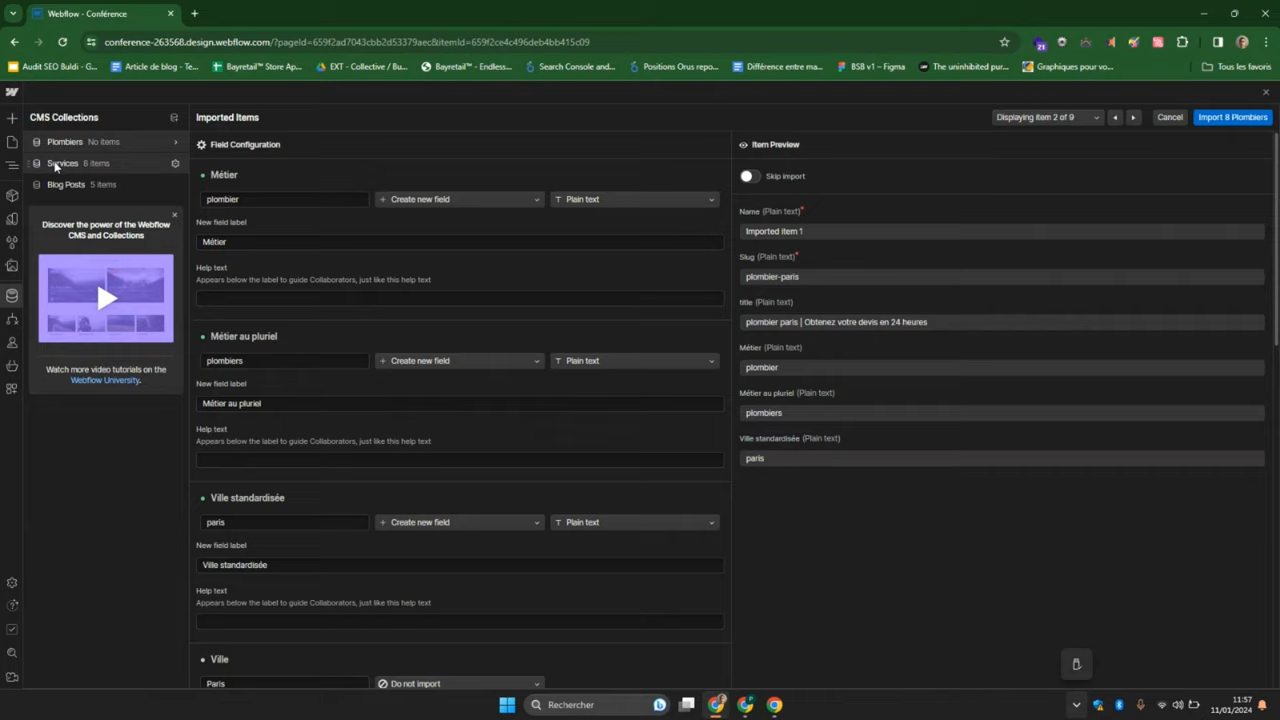 Webflow - Conférence
conference-263568.design.webflow.com/?pageId=659f2ad7043cbb2d53379aec&itemId=659f2ce4c496deb4bb415c09
Audit SEO Buldi - G...
Article de blog - Te...
Bayretail™ Store Ap...
EXT - Collective / Bu...
Bayretail™ - Endless...
Search Console and...
Positions Orus repo...
Différence entre ma...
BSB v1 – Figma
The uninhibited pur...
Graphiques pour vo...
Tous les favoris
CMS Collections
Imported Items
Displaying item 2 of 9
Cancel
Import 8 Plombiers
Plombiers No items
Services 8 items
Blog Posts 5 items
Discover the power of the Webflow
CMS and Collections
Watch more video tutorials on the
Webflow University.
Field Configuration
Métier
plombier
Create new field
Plain text
New field label
Métier
Help text
Appears below the label to guide Collaborators, just like this help text
Métier au pluriel
plombiers
Create new field
Plain text
New field label
Métier au pluriel
Help text
Appears below the label to guide Collaborators, just like this help text
Ville standardisée
paris
Create new field
Plain text
New field label
Ville standardisée
Help text
Appears below the label to guide Collaborators, just like this help text
Ville
Paris
Do not import
Item Preview
Skip import
Name (Plain text)*
Imported item 1
Slug (Plain text)*
plombier-paris
title (Plain text)
plombier paris | Obtenez votre devis en 24 heures
Métier (Plain text)
plombier
Métier au pluriel (Plain text)
plombiers
Ville standardisée (Plain text)
paris
Rechercher
11:57
11/01/2024